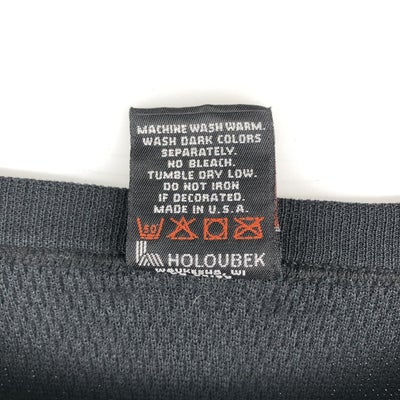 MACHINE WASH WARM.
WASH DARK COLORS
SEPARATELY.
NO BLEACH.
TUMBLE DRY LOW.
DO NOT IRON
IF DECORATED.
MADE IN U.S.A.
50
HOLOUBEK
WAUKESHA, WI